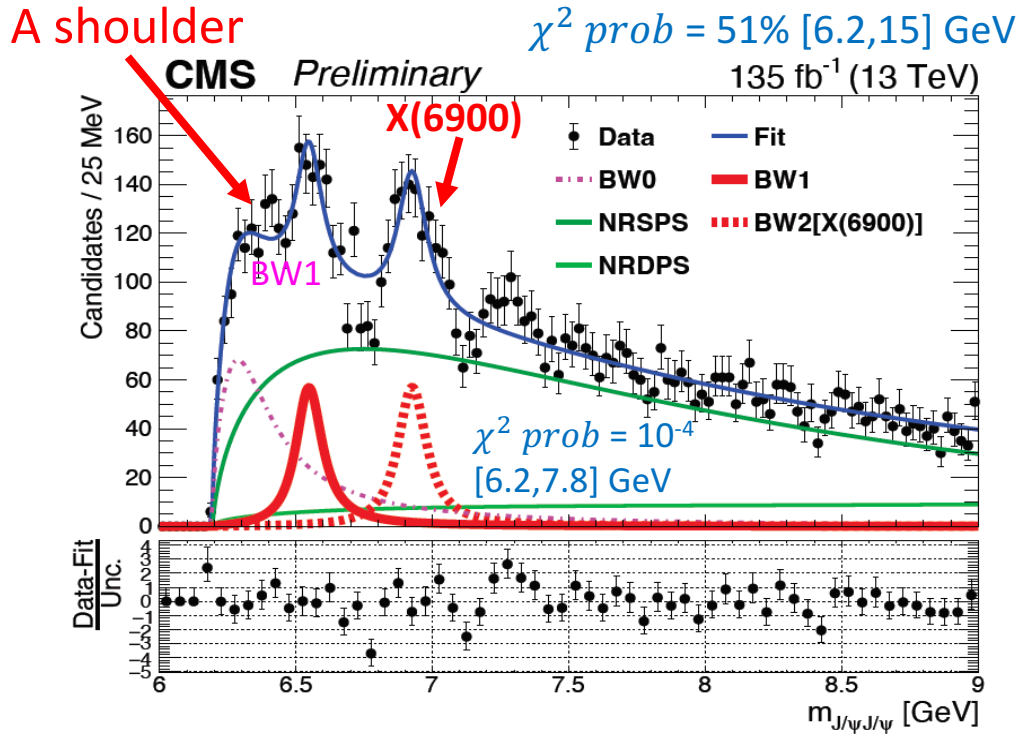 A shoulder
χ² prob = 51% [6.2,15] GeV
CMS Preliminary 135 fb⁻¹ (13 TeV)
X(6900)
Candidates / 25 MeV
160
140
120
100
80
60
40
20
0
Data
Fit
BW0
BW1
NRSPS
BW2[X(6900)]
NRDPS
BW1
χ² prob = 10⁻⁴
[6.2,7.8] GeV
Data-Fit
Unc.
4
3
2
1
0
−1
−2
−3
−4
−5
6 6.5 7 7.5 8 8.5 9
m_J/ψJ/ψ [GeV]